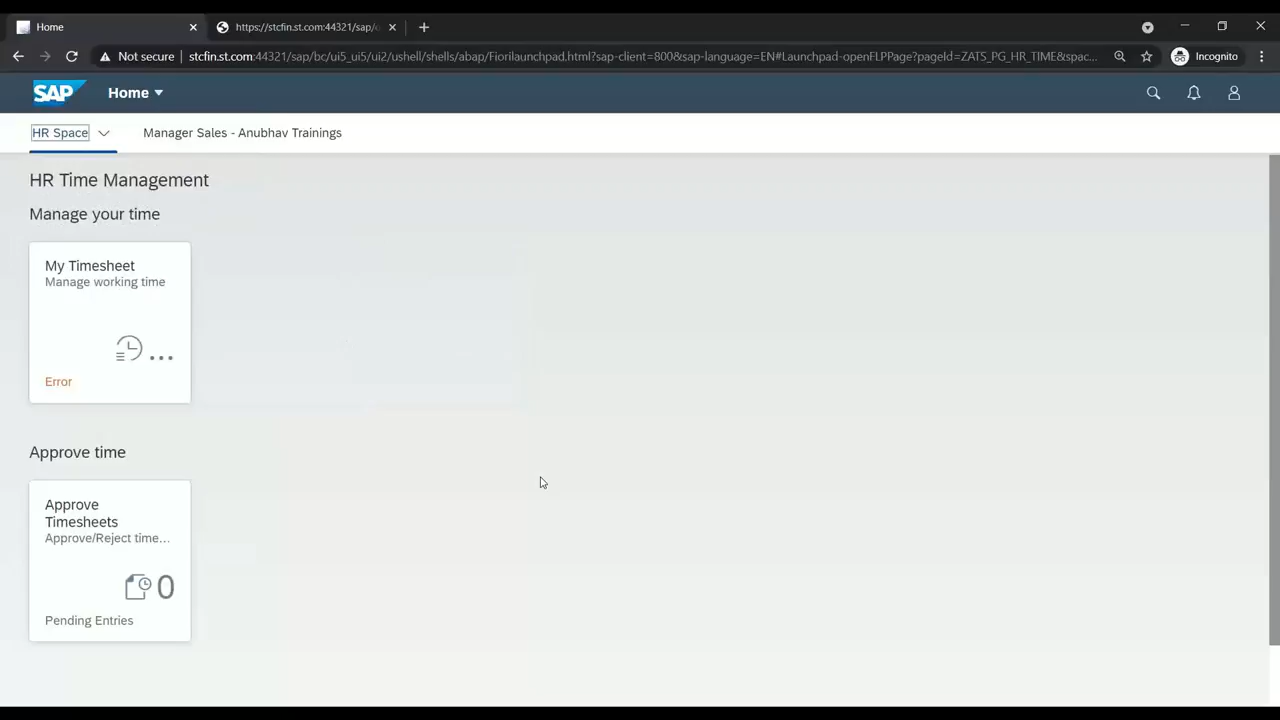 Home
https://stcfin.st.com:44321/sap/
Not secure
stcfin.st.com:44321/sap/bc/ui5_ui5/ui2/ushell/shells/abap/Fiorilaunchpad.html?sap-client=800&sap-language=EN#Launchpad-openFLPPage?pageId=ZATS_PG_HR_TIME&spac...
Incognito
SAP
Home
HR Space
Manager Sales - Anubhav Trainings
HR Time Management
Manage your time
My Timesheet
Manage working time
...
Error
Approve time
Approve
Timesheets
Approve/Reject time...
0
Pending Entries